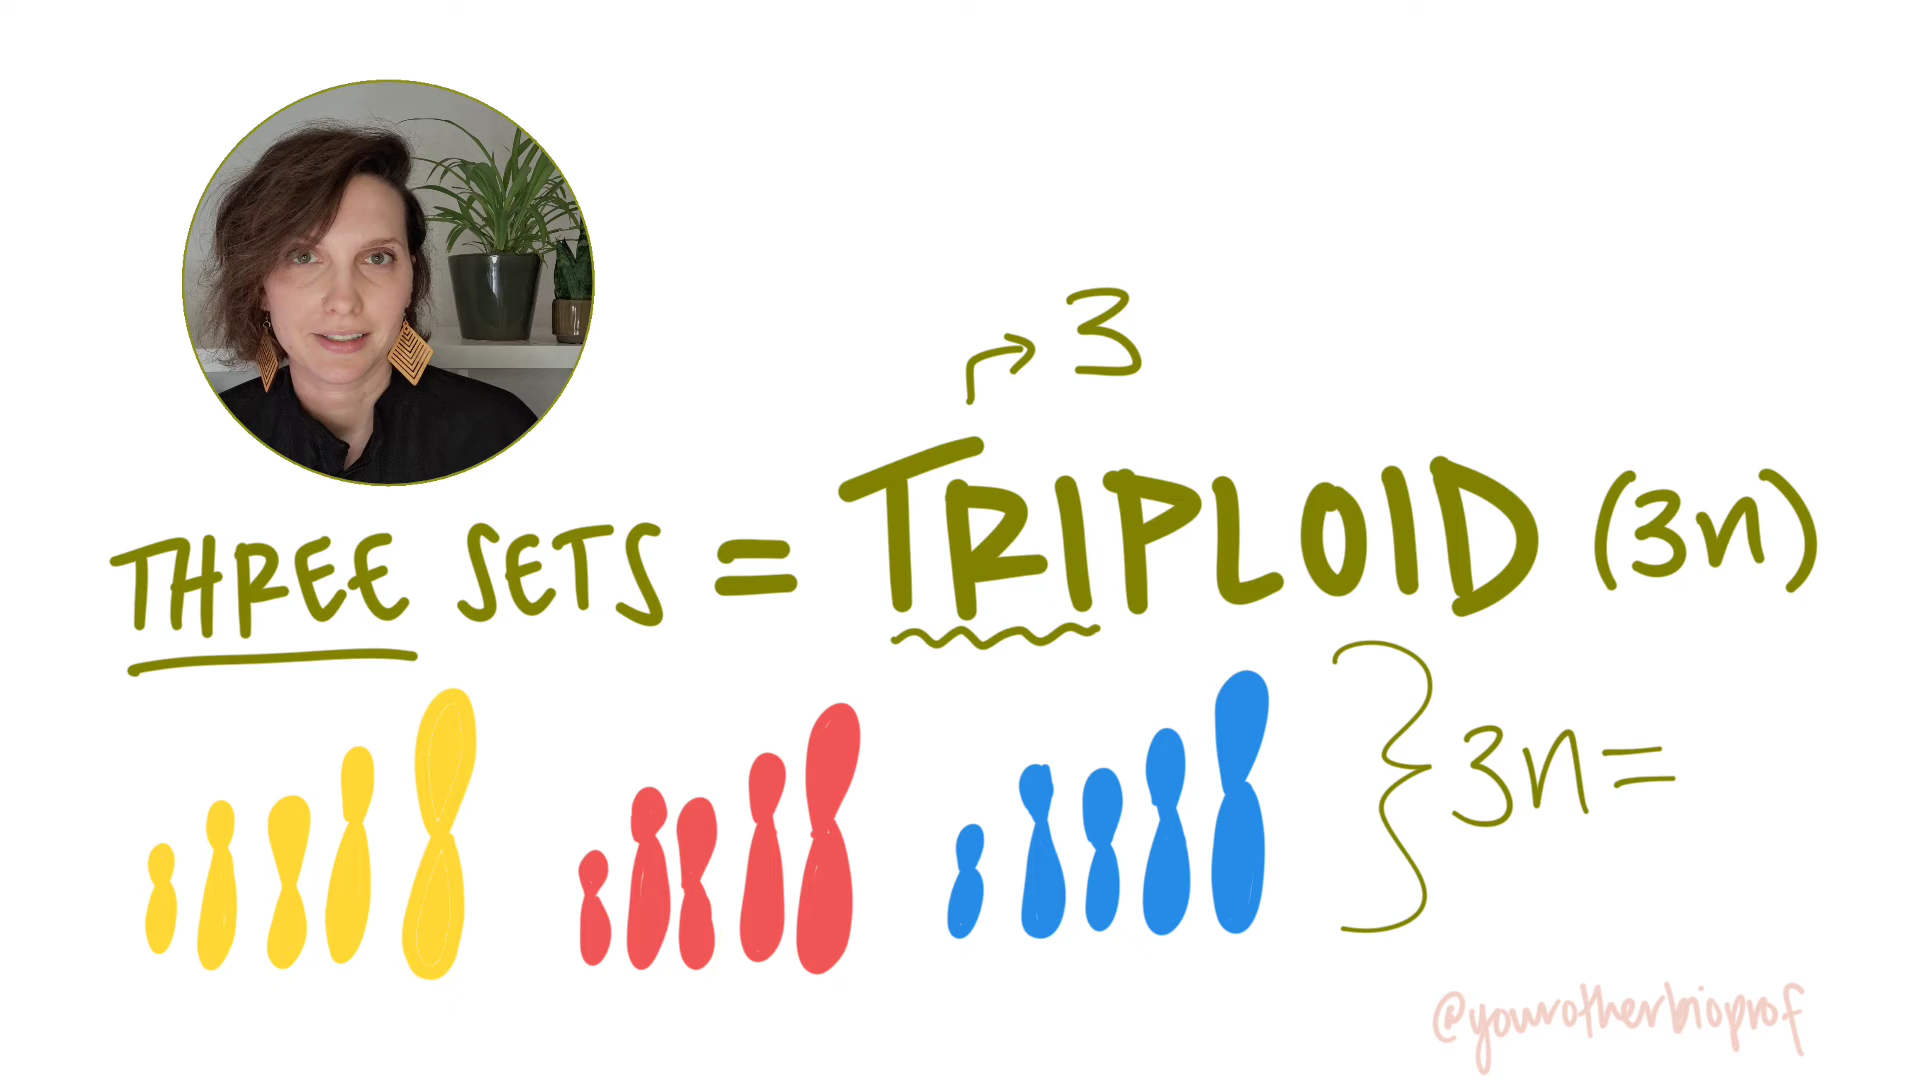 3
THREE SETS = TRIPLOID (3n)
3n=
@yourotherbioprof